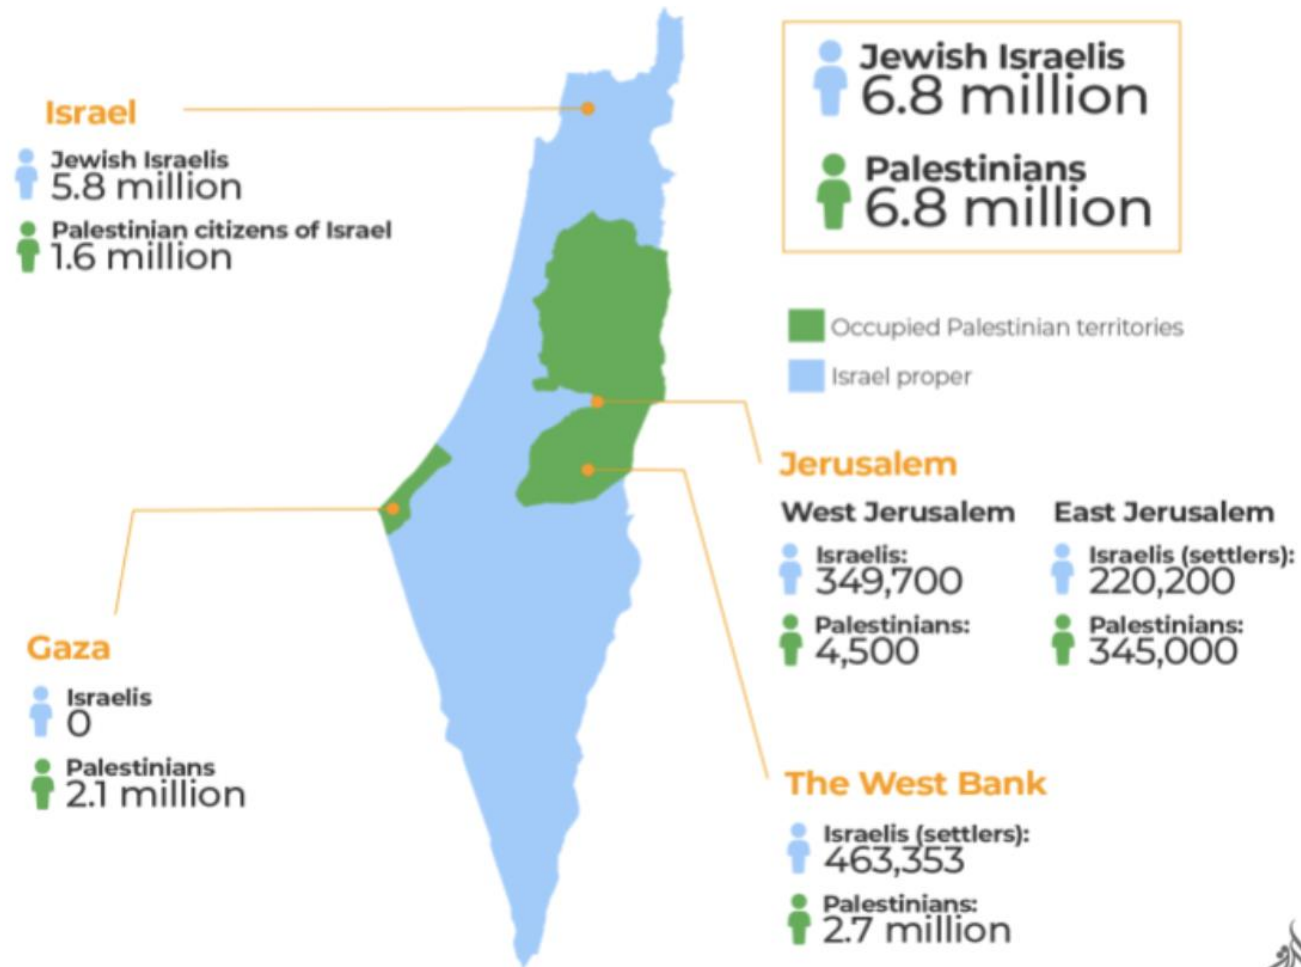 Israel
Jewish Israelis
5.8 million
Palestinian citizens of Israel
1.6 million
Jewish Israelis
6.8 million
Palestinians
6.8 million
Occupied Palestinian territories
Israel proper
Jerusalem
West Jerusalem
Israelis:
349,700
Palestinians:
4,500
East Jerusalem
Israelis (settlers):
220,200
Palestinians:
345,000
Gaza
Israelis
0
Palestinians
2.1 million
The West Bank
Israelis (settlers):
463,353
Palestinians:
2.7 million